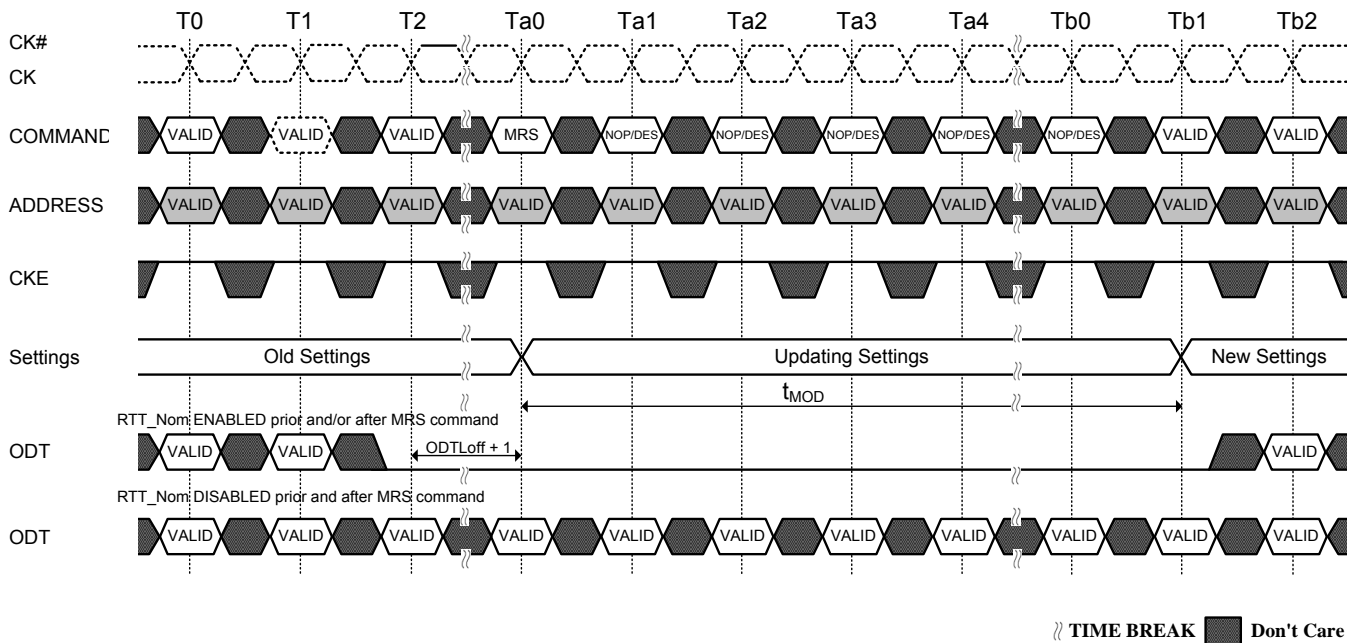 T0 T1 T2 Ta0 Ta1 Ta2 Ta3 Ta4 Tb0 Tb1 Tb2
CK#
CK
COMMAND VALID VALID VALID MRS NOP/DES NOP/DES NOP/DES NOP/DES NOP/DES VALID VALID
ADDRESS VALID VALID VALID VALID VALID VALID VALID VALID VALID VALID VALID
CKE
Settings Old Settings Updating Settings New Settings
tMOD
RTT_Nom ENABLED prior and/or after MRS command
ODT VALID VALID ODTLoff + 1 VALID
RTT_Nom DISABLED prior and after MRS command
ODT VALID VALID VALID VALID VALID VALID VALID VALID VALID VALID VALID
TIME BREAK Don't Care